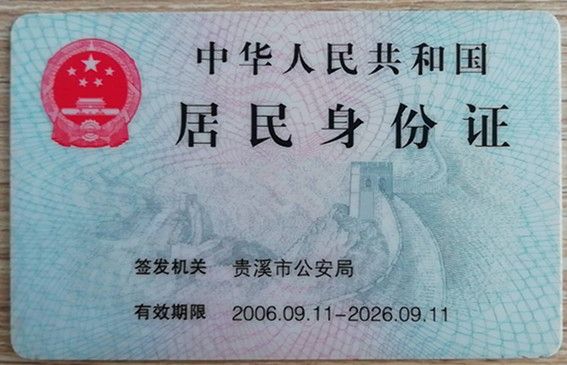 中华人民共和国
居民身份证
签发机关 贵溪市公安局
有效期限 2006.09.11-2026.09.11